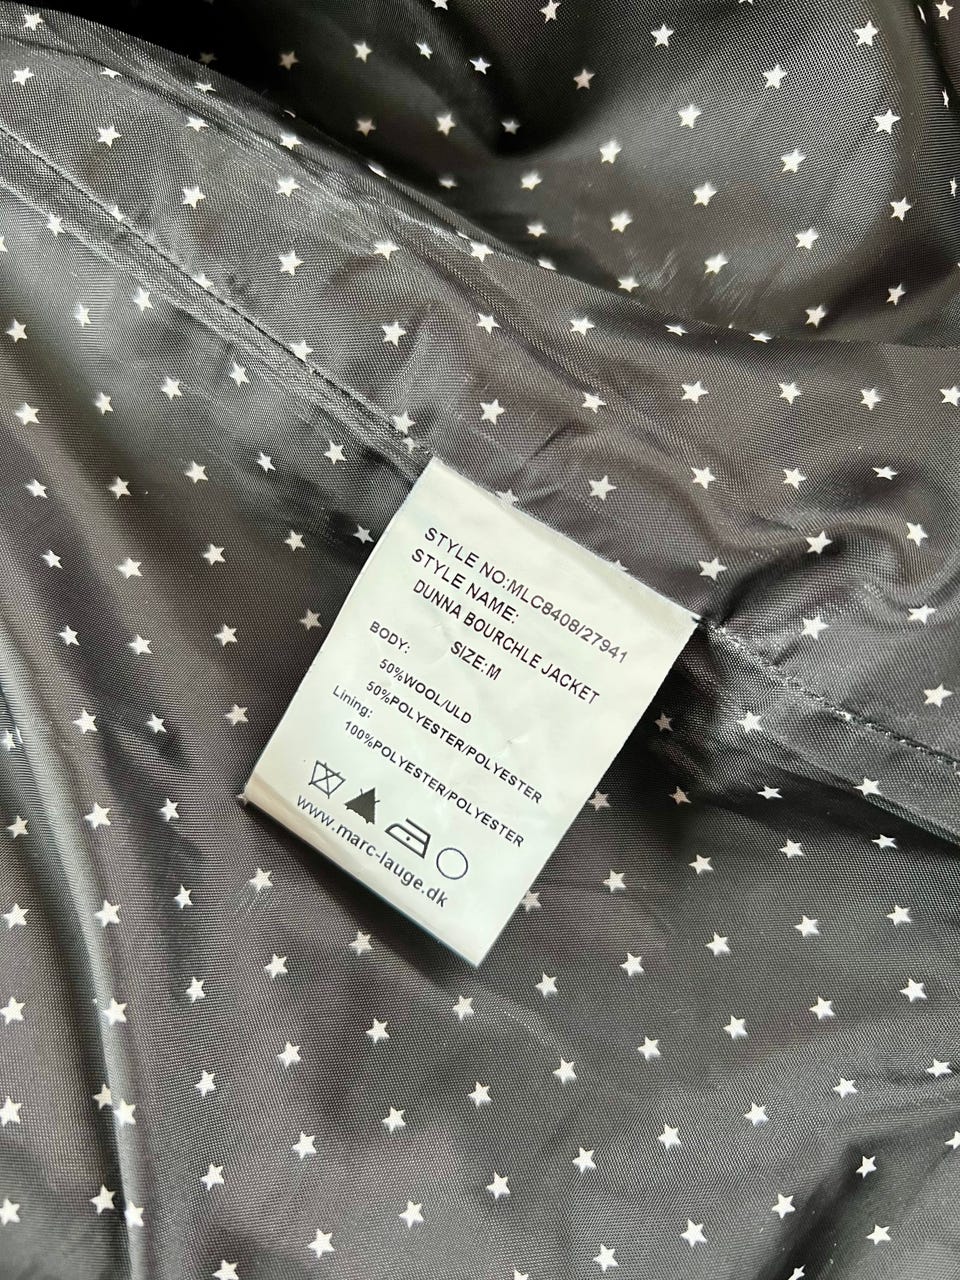 STYLE NO:MLC8408/27941
STYLE NAME:
DUNNA BOURCHLE JACKET
SIZE:M
BODY:
50%WOOL/ULD
50%POLYESTER/POLYESTER
Lining:
100%POLYESTER/POLYESTER
www.marc-lauge.dk